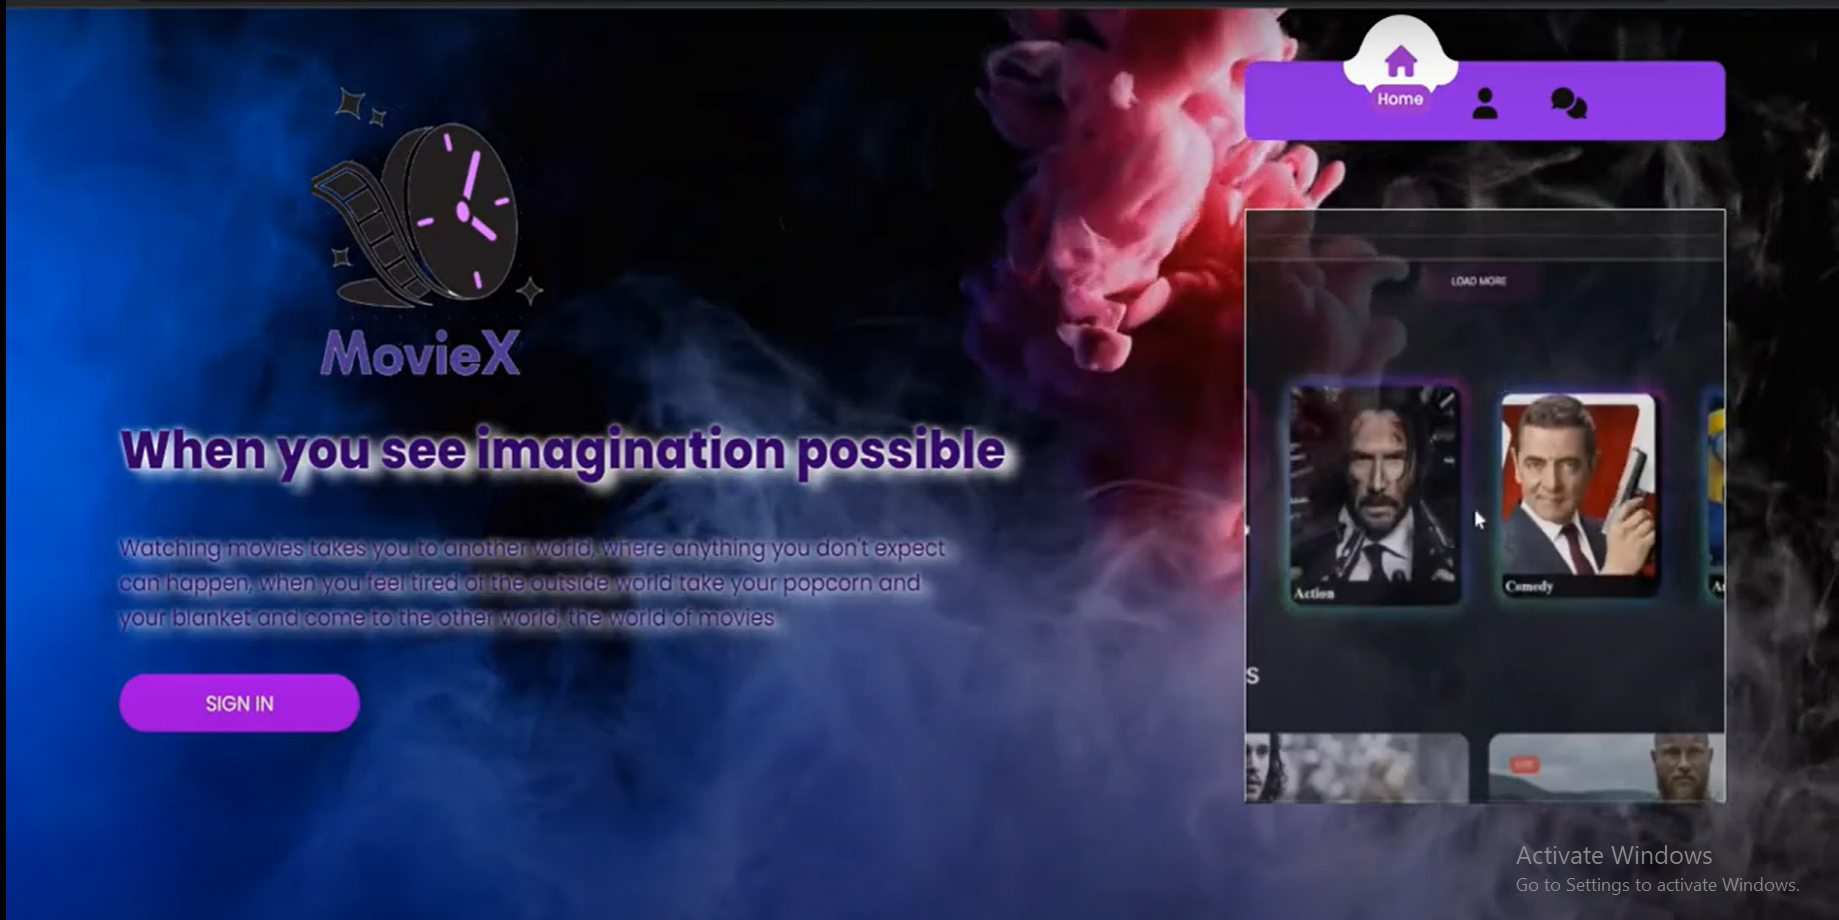 Home
MovieX
When you see imagination possible
Watching movies takes you to another world, where anything you don't expect
can happen, when you feel tired of the outside world take your popcorn and
your blanket and come to the other world, the world of movies
SIGN IN
LOAD MORE
Action
Comedy
S
LIVE
Activate Windows
Go to Settings to activate Windows.